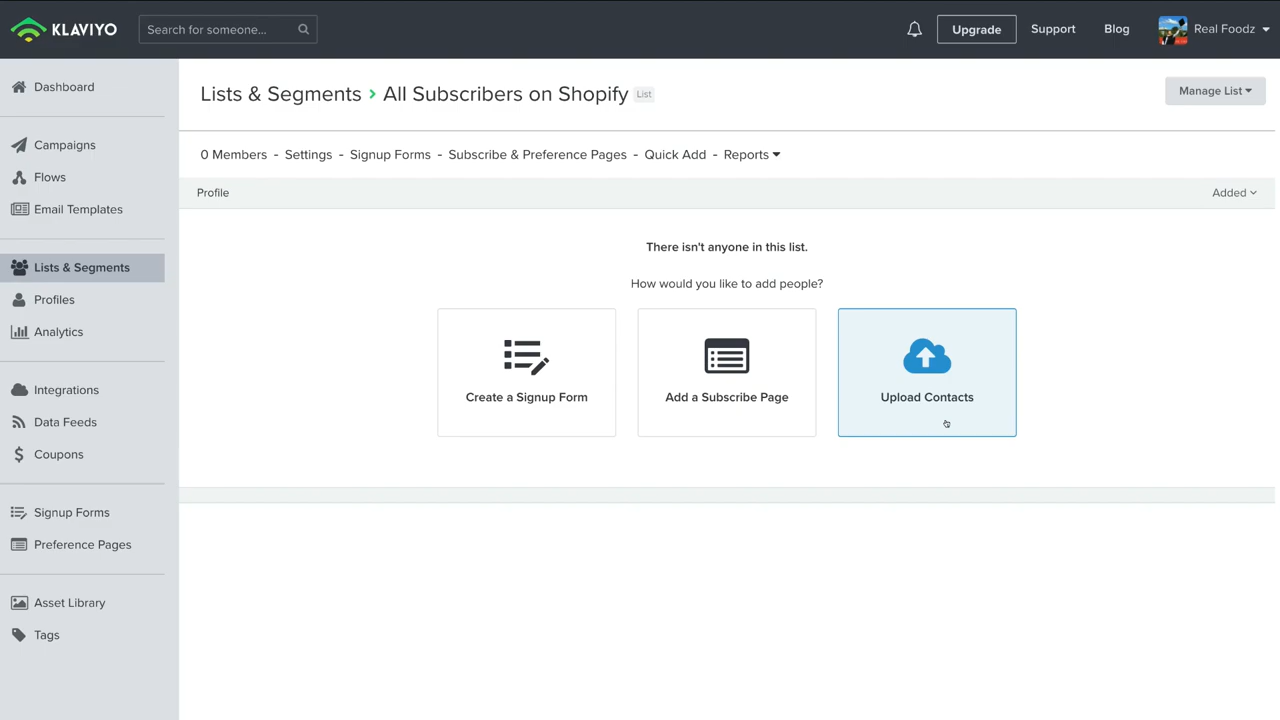 KLAVIYO
Search for someone...
Upgrade
Support
Blog
Real Foodz
Dashboard
Campaigns
Flows
Email Templates
Lists & Segments
Profiles
Analytics
Integrations
Data Feeds
Coupons
Signup Forms
Preference Pages
Asset Library
Tags
Lists & Segments > All Subscribers on Shopify List
Manage List
0 Members - Settings - Signup Forms - Subscribe & Preference Pages - Quick Add - Reports
Profile
Added
There isn't anyone in this list.
How would you like to add people?
Create a Signup Form
Add a Subscribe Page
Upload Contacts